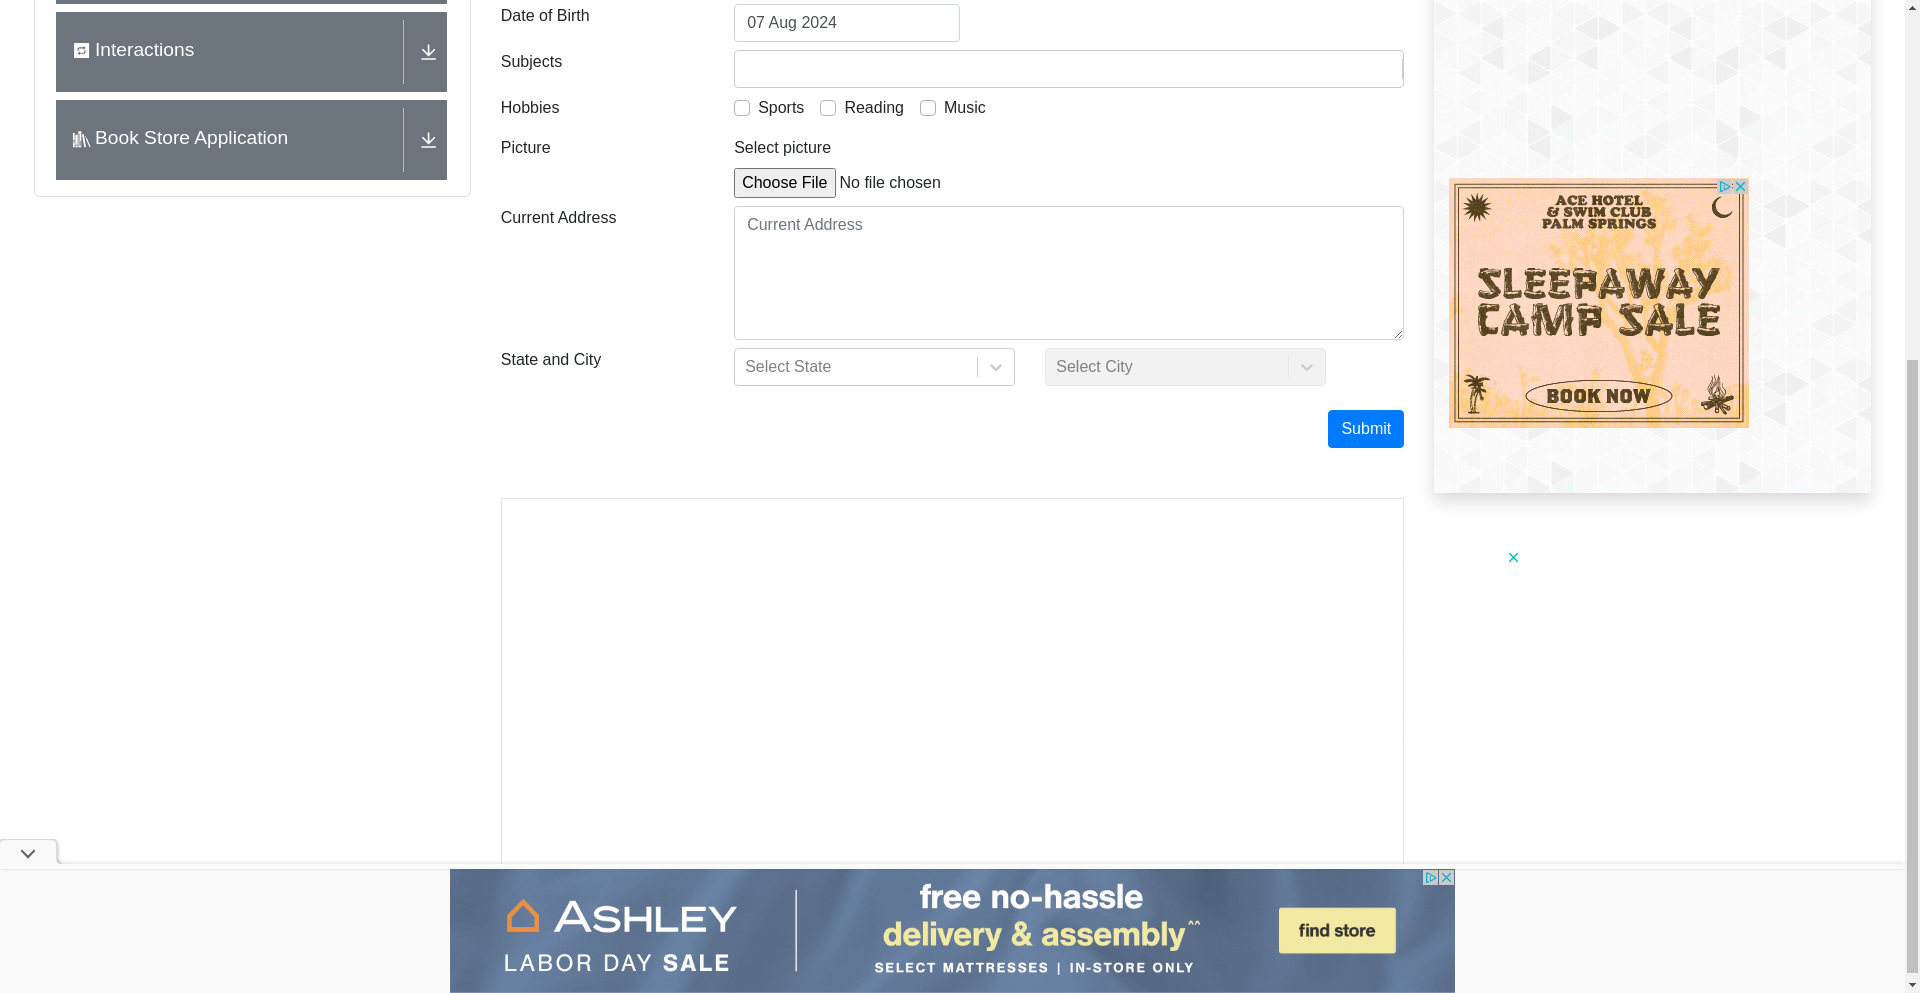 Interactions
Book Store Application
Date of Birth
07 Aug 2024
Subjects
Hobbies
Sports
Reading
Music
Picture
Select picture
Choose File No file chosen
Current Address
Current Address
State and City
Select State
Select City
Submit
ACE HOTEL
& SWIM CLUB
PALM SPRINGS
SLEEPAWAY
CAMP SALE
BOOK NOW
ASHLEY
LABOR DAY SALE
free no-hassle
delivery & assembly^^
SELECT MATTRESSES | IN-STORE ONLY
find store